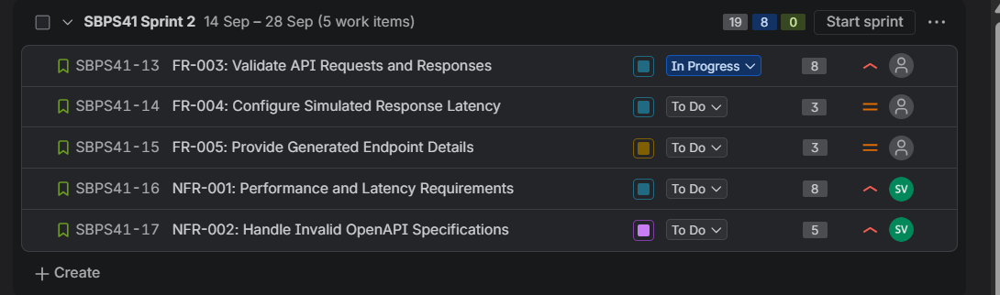 SBPS41 Sprint 2 14 Sep – 28 Sep (5 work items) 19 8 0 Start sprint
SBPS41-13 FR-003: Validate API Requests and Responses In Progress 8
SBPS41-14 FR-004: Configure Simulated Response Latency To Do 3
SBPS41-15 FR-005: Provide Generated Endpoint Details To Do 3
SBPS41-16 NFR-001: Performance and Latency Requirements To Do 8 SV
SBPS41-17 NFR-002: Handle Invalid OpenAPI Specifications To Do 5 SV
Create